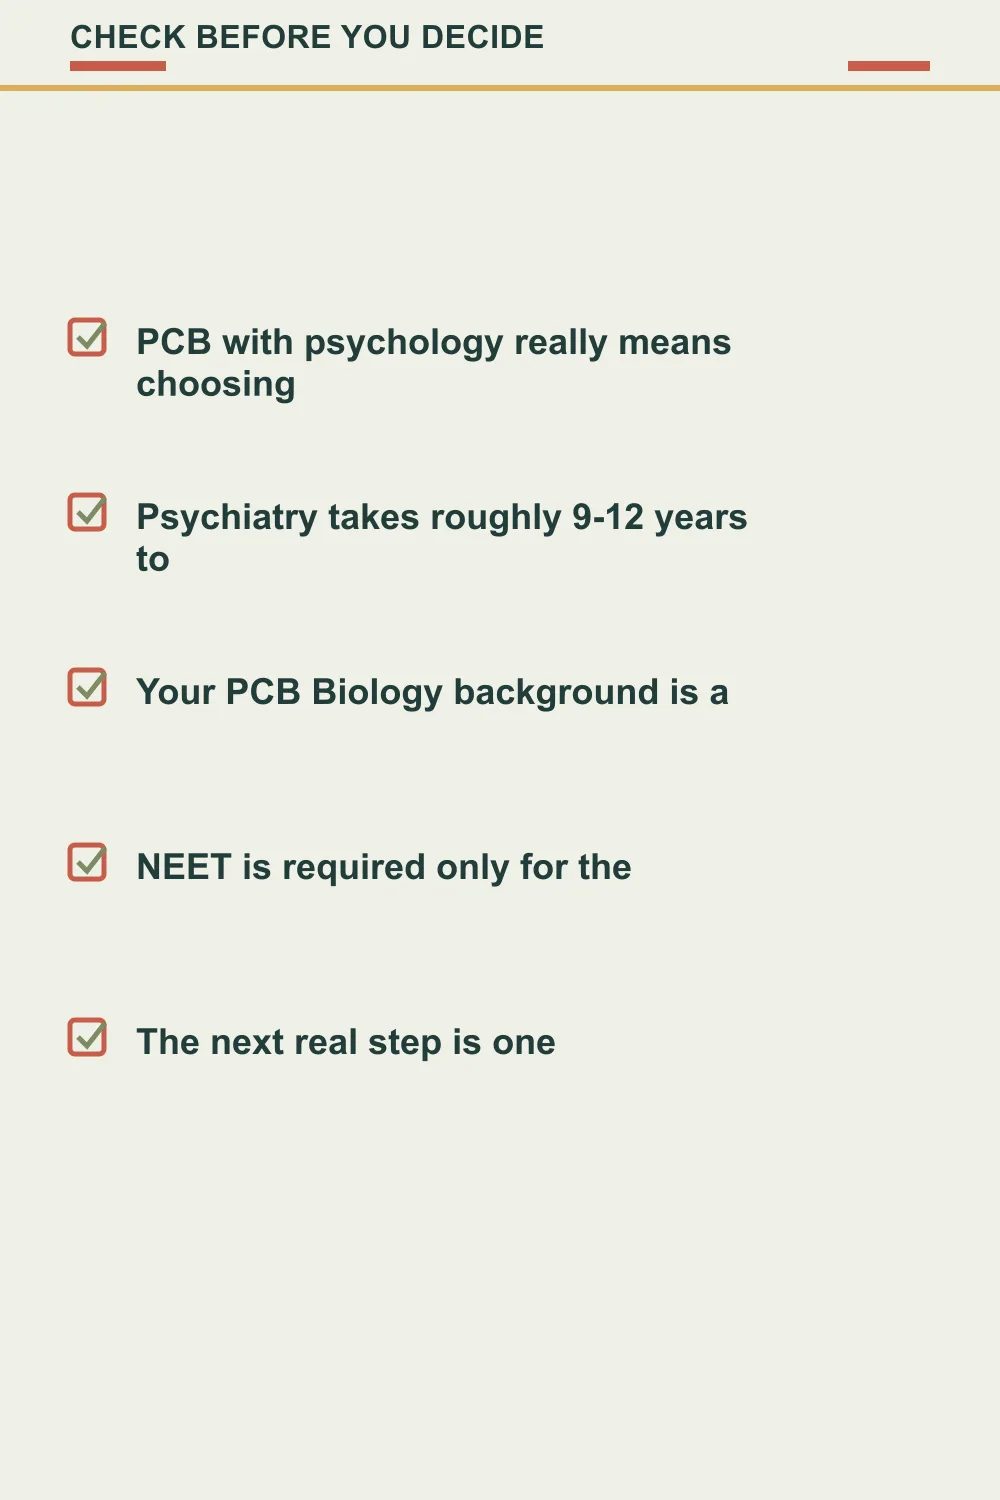 CHECK BEFORE YOU DECIDE
PCB with psychology really means
choosing
Psychiatry takes roughly 9-12 years
to
Your PCB Biology background is a
NEET is required only for the
The next real step is one